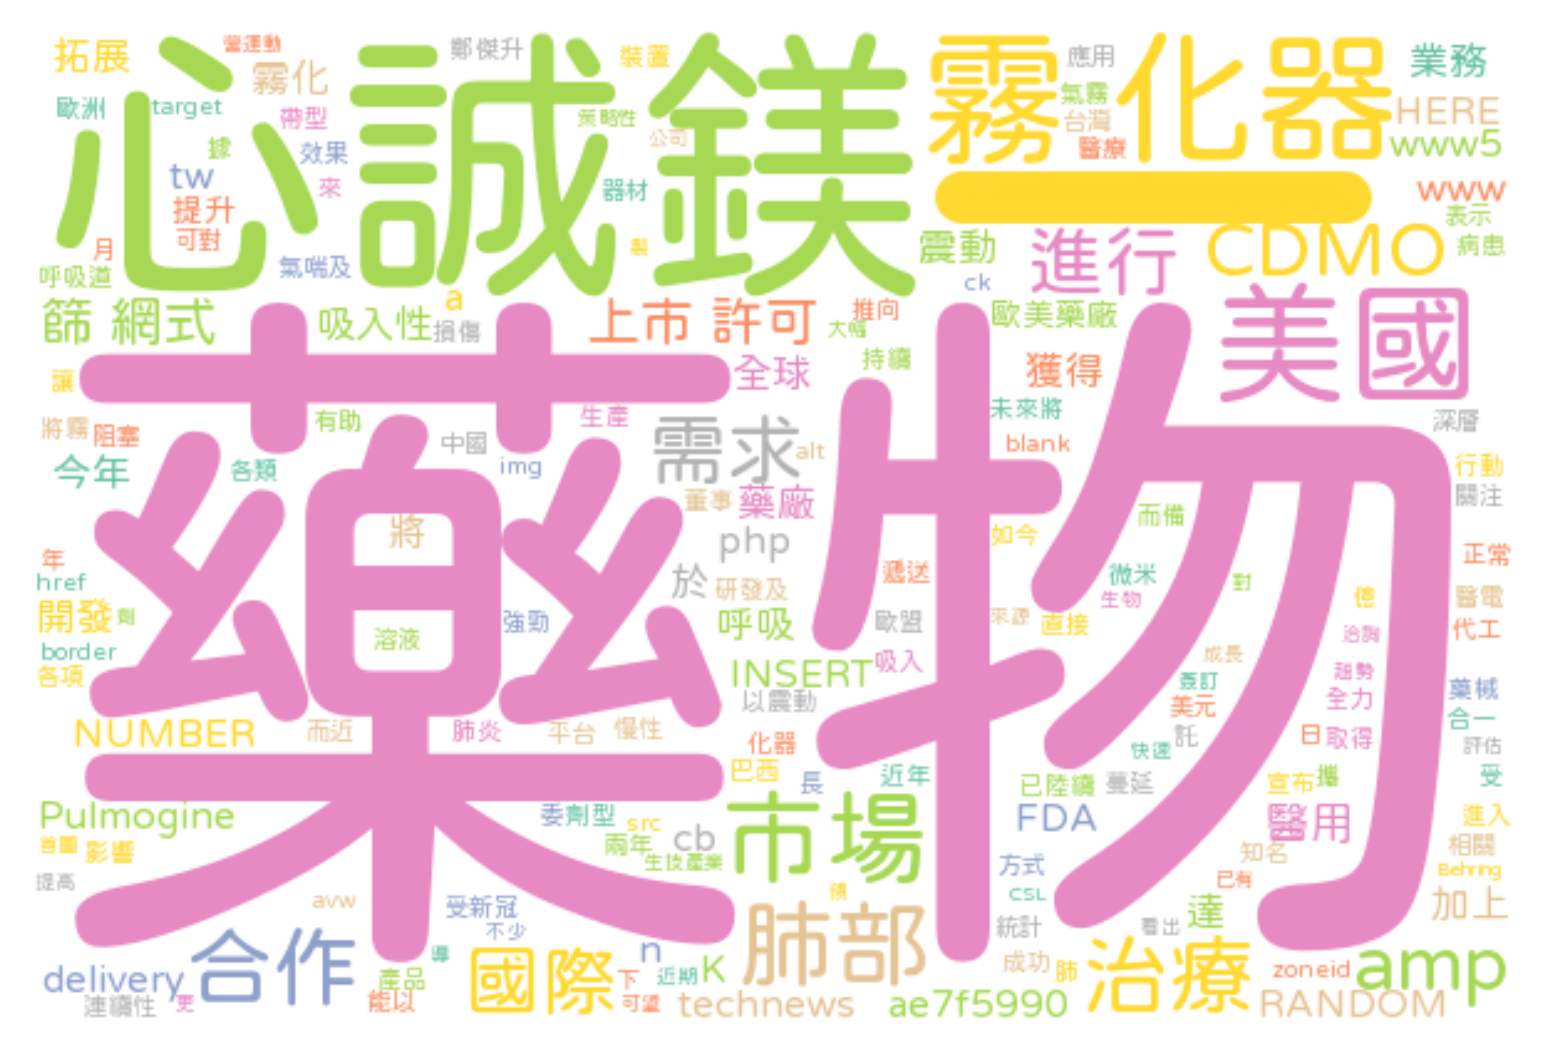 拓展
營運動
霧化
鄭傑升
裝置
心誠鎂
霧化器
應用
業務
歐洲
target
帶型
策略性
公司
氣霧
台灣
醫療
HERE
www5
據
效果
tw
來
器材
www
提升
可對
表示
月
製
震動
進行
CDMO
病患
呼吸道
氣喘及
ck
篩 網式
吸入性
a
損傷
上市 許可
推向
大幅
歐美藥廠
美國
讓
藥物
全球
持續
獲得
將霧
阻塞
有助
中國
生產
需求
alt
未來將
blank
深層
今年
各類
img
董事
藥廠
行動
關注
將
php
如今
而備
年
href
於
研發及
遞送
微米
生物
對
正常
開發
劑
溶液
強勁
呼吸
歐盟
來源
直接
億
醫電
代工
border
各項
INSERT
吸入
洽詢
成長
趨勢
以震動
簽訂
美元
全力
藥械
合一
NUMBER
而近
肺炎
平台
慢性
化器
快速
託
日
取得
評估
巴西
長
近年
已陸續
蔓延
宣布
攜
受
Pulmogine
委
劑型
src
cb
市場
FDA
醫用
進入
首圖
影響
兩年
生技產業
方式
知名
相關
Behring
提高
avw
受新冠
不少
領
CSL
已有
加上
統計
看出
達
delivery
合作
導
產品
國際
n
下
近期
K
肺部
成功
肺
治療
zoneid
amp
連續性
更
能以
可望
technews
ae7f5990
RANDOM